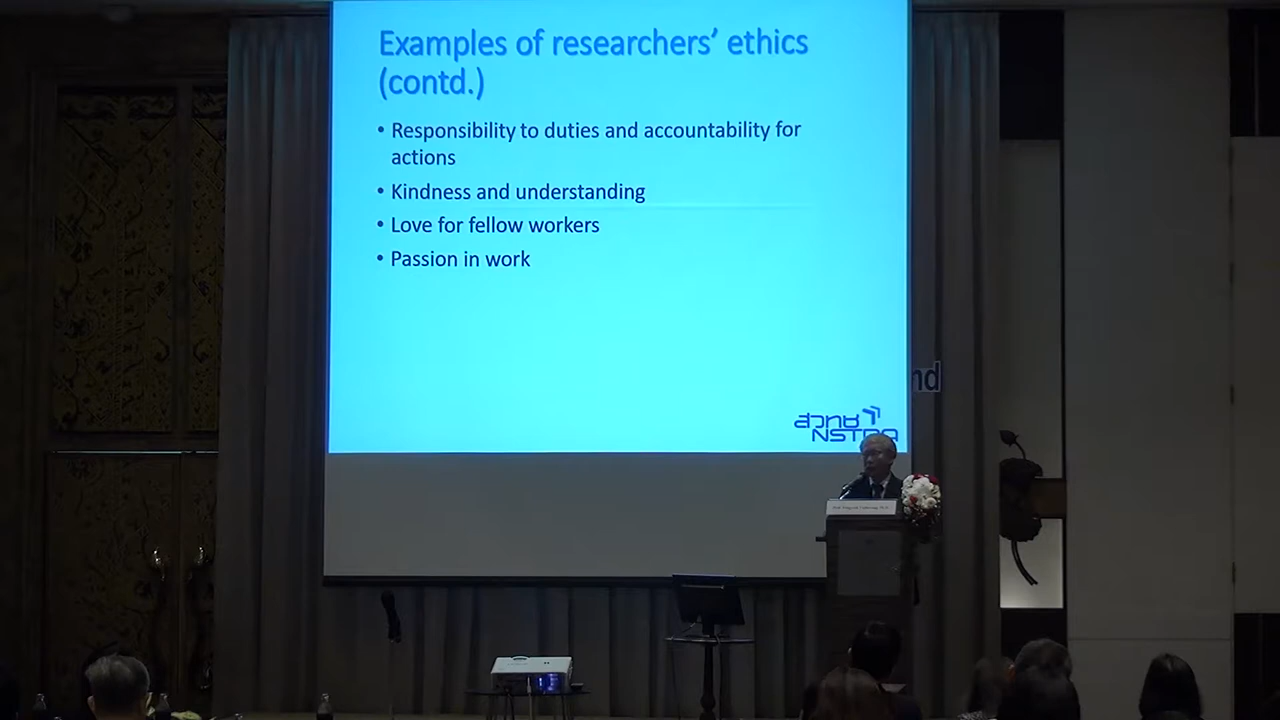 Examples of researchers’ ethics
(contd.)
• Responsibility to duties and accountability for
actions
• Kindness and understanding
• Love for fellow workers
• Passion in work
nd
สวทช
NSTDA